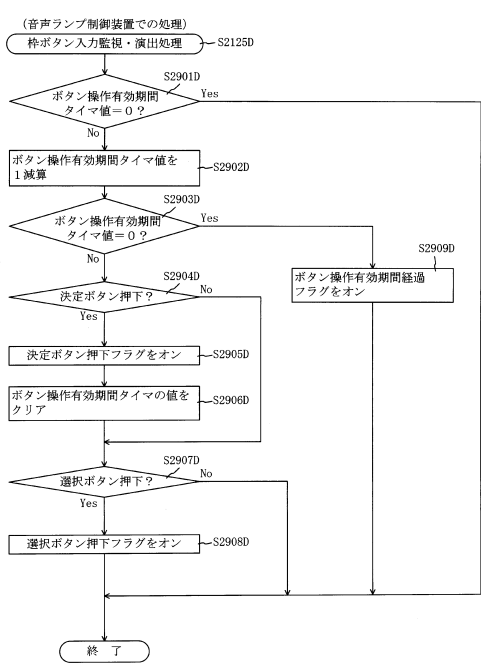 (音声ランプ制御装置での処理)
枠ボタン入力監視・演出処理
S2125D
S2901D
ボタン操作有効期間
タイマ値＝０？
Yes
No
ボタン操作有効期間タイマ値を
１減算
S2902D
S2903D
ボタン操作有効期間
タイマ値＝０？
Yes
No
S2909D
ボタン操作有効期間経過
フラグをオン
S2904D
決定ボタン押下？
No
Yes
決定ボタン押下フラグをオン
S2905D
ボタン操作有効期間タイマの値を
クリア
S2906D
S2907D
選択ボタン押下？
No
Yes
選択ボタン押下フラグをオン
S2908D
終了